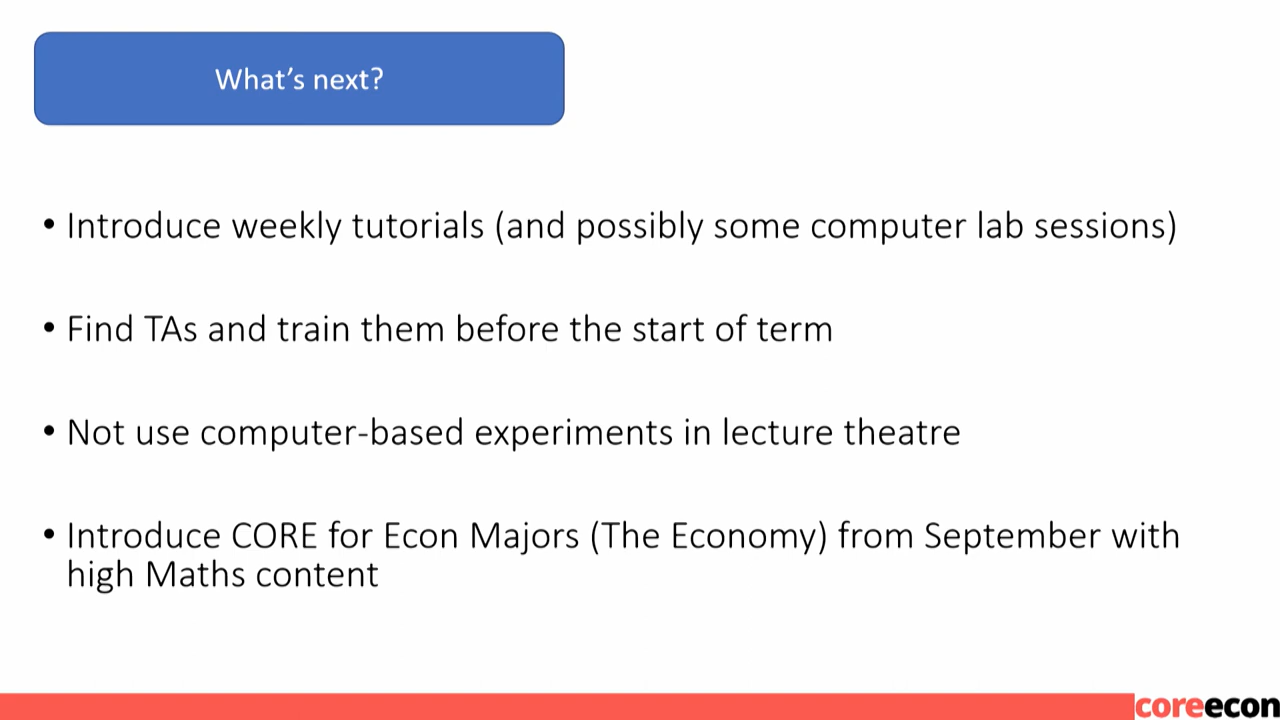 What’s next?
• Introduce weekly tutorials (and possibly some computer lab sessions)
• Find TAs and train them before the start of term
• Not use computer-based experiments in lecture theatre
• Introduce CORE for Econ Majors (The Economy) from September with
high Maths content
coreecon